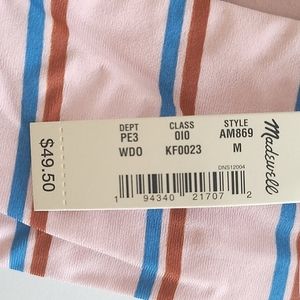 DEPT CLASS STYLE
PE3 010 AM869
WDO KF0023 M
DNS12004
1 94340 21707 2
$49.50
Madewell